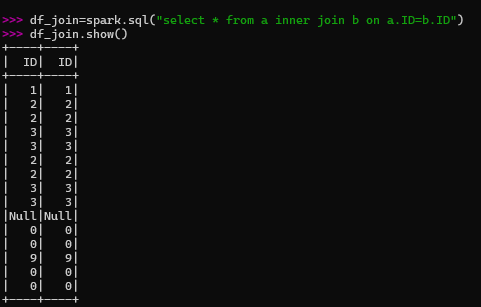 >>> df_join=spark.sql("select * from a inner join b on a.ID=b.ID")
>>> df_join.show()
+----+----+
|  ID|  ID|
+----+----+
|   1|   1|
|   2|   2|
|   2|   2|
|   3|   3|
|   3|   3|
|   2|   2|
|   2|   2|
|   3|   3|
|   3|   3|
|Null|Null|
|   0|   0|
|   0|   0|
|   9|   9|
|   0|   0|
|   0|   0|
+----+----+